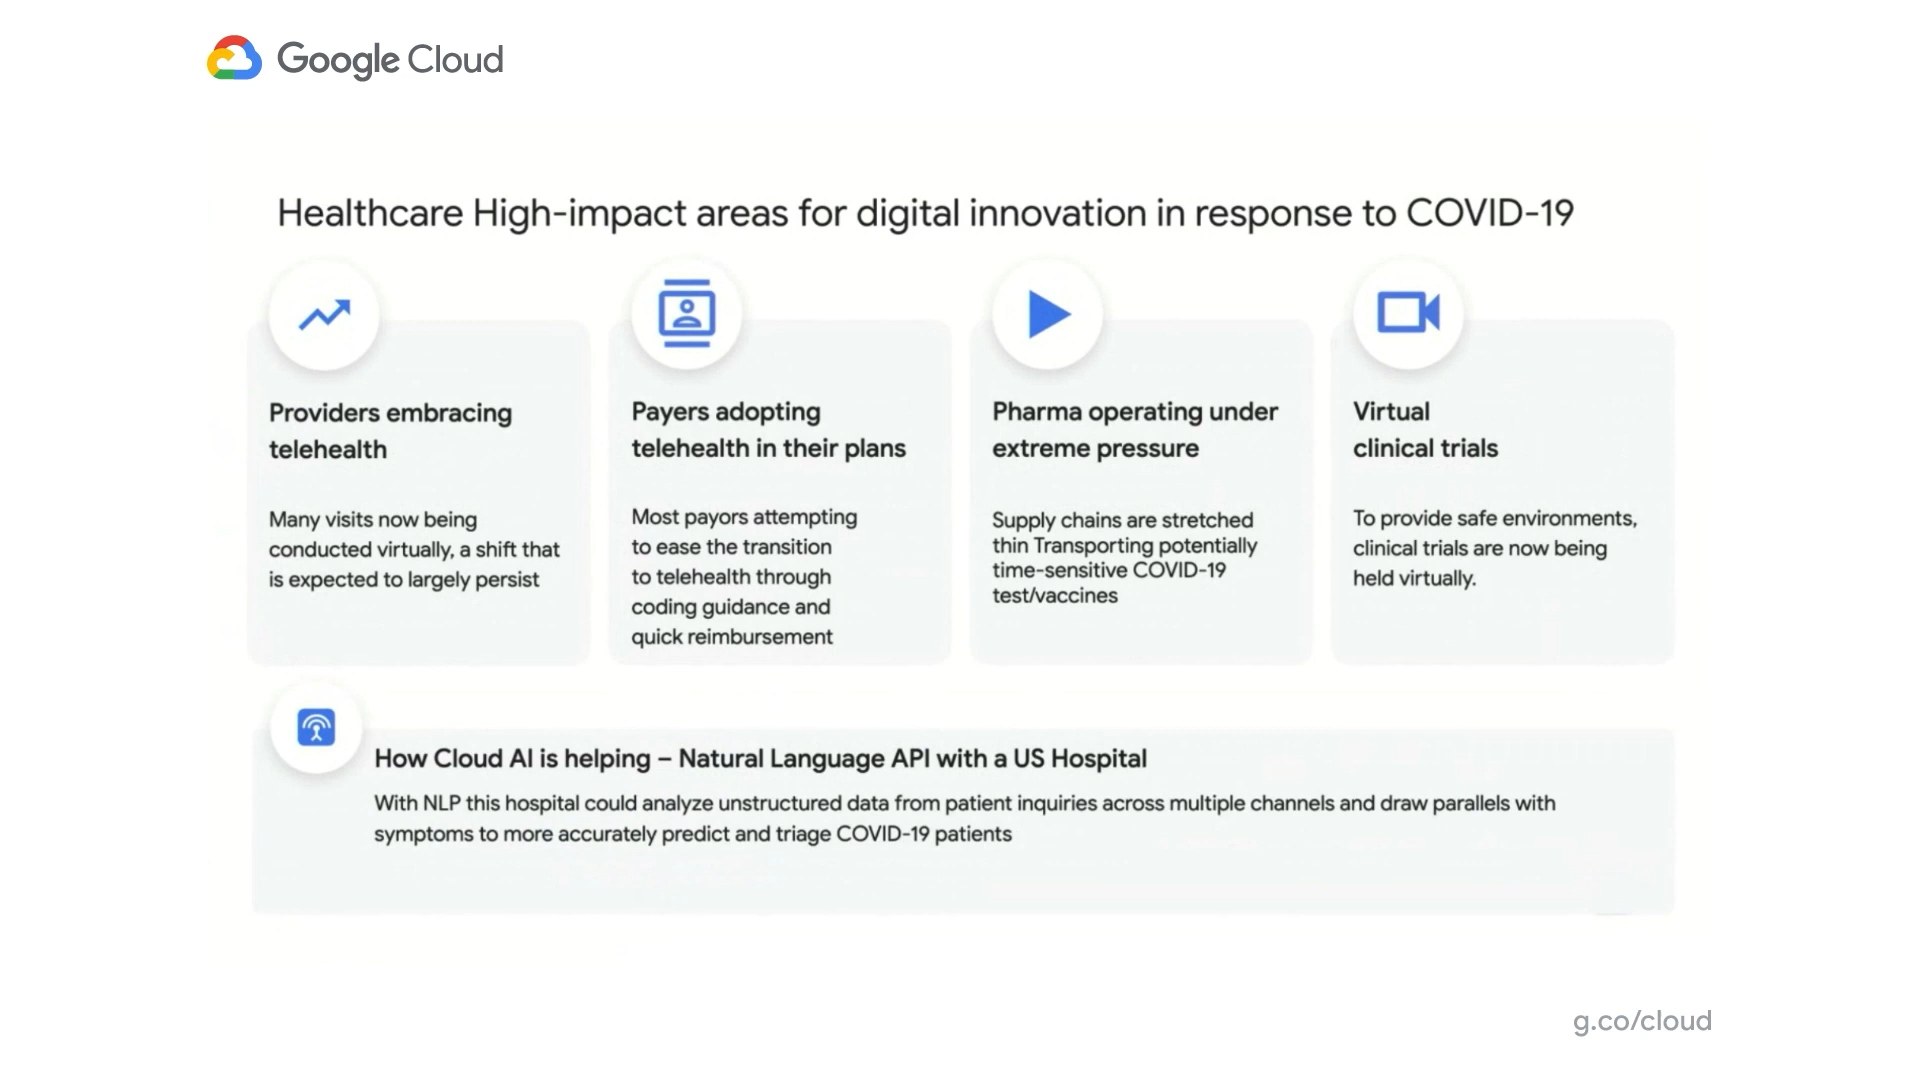 Google Cloud
Healthcare High-impact areas for digital innovation in response to COVID-19
Providers embracing
telehealth
Many visits now being
conducted virtually, a shift that
is expected to largely persist
Payers adopting
telehealth in their plans
Most payors attempting
to ease the transition
to telehealth through
coding guidance and
quick reimbursement
Pharma operating under
extreme pressure
Supply chains are stretched
thin Transporting potentially
time-sensitive COVID-19
test/vaccines
Virtual
clinical trials
To provide safe environments,
clinical trials are now being
held virtually.
How Cloud AI is helping – Natural Language API with a US Hospital
With NLP this hospital could analyze unstructured data from patient inquiries across multiple channels and draw parallels with
symptoms to more accurately predict and triage COVID-19 patients
g.co/cloud